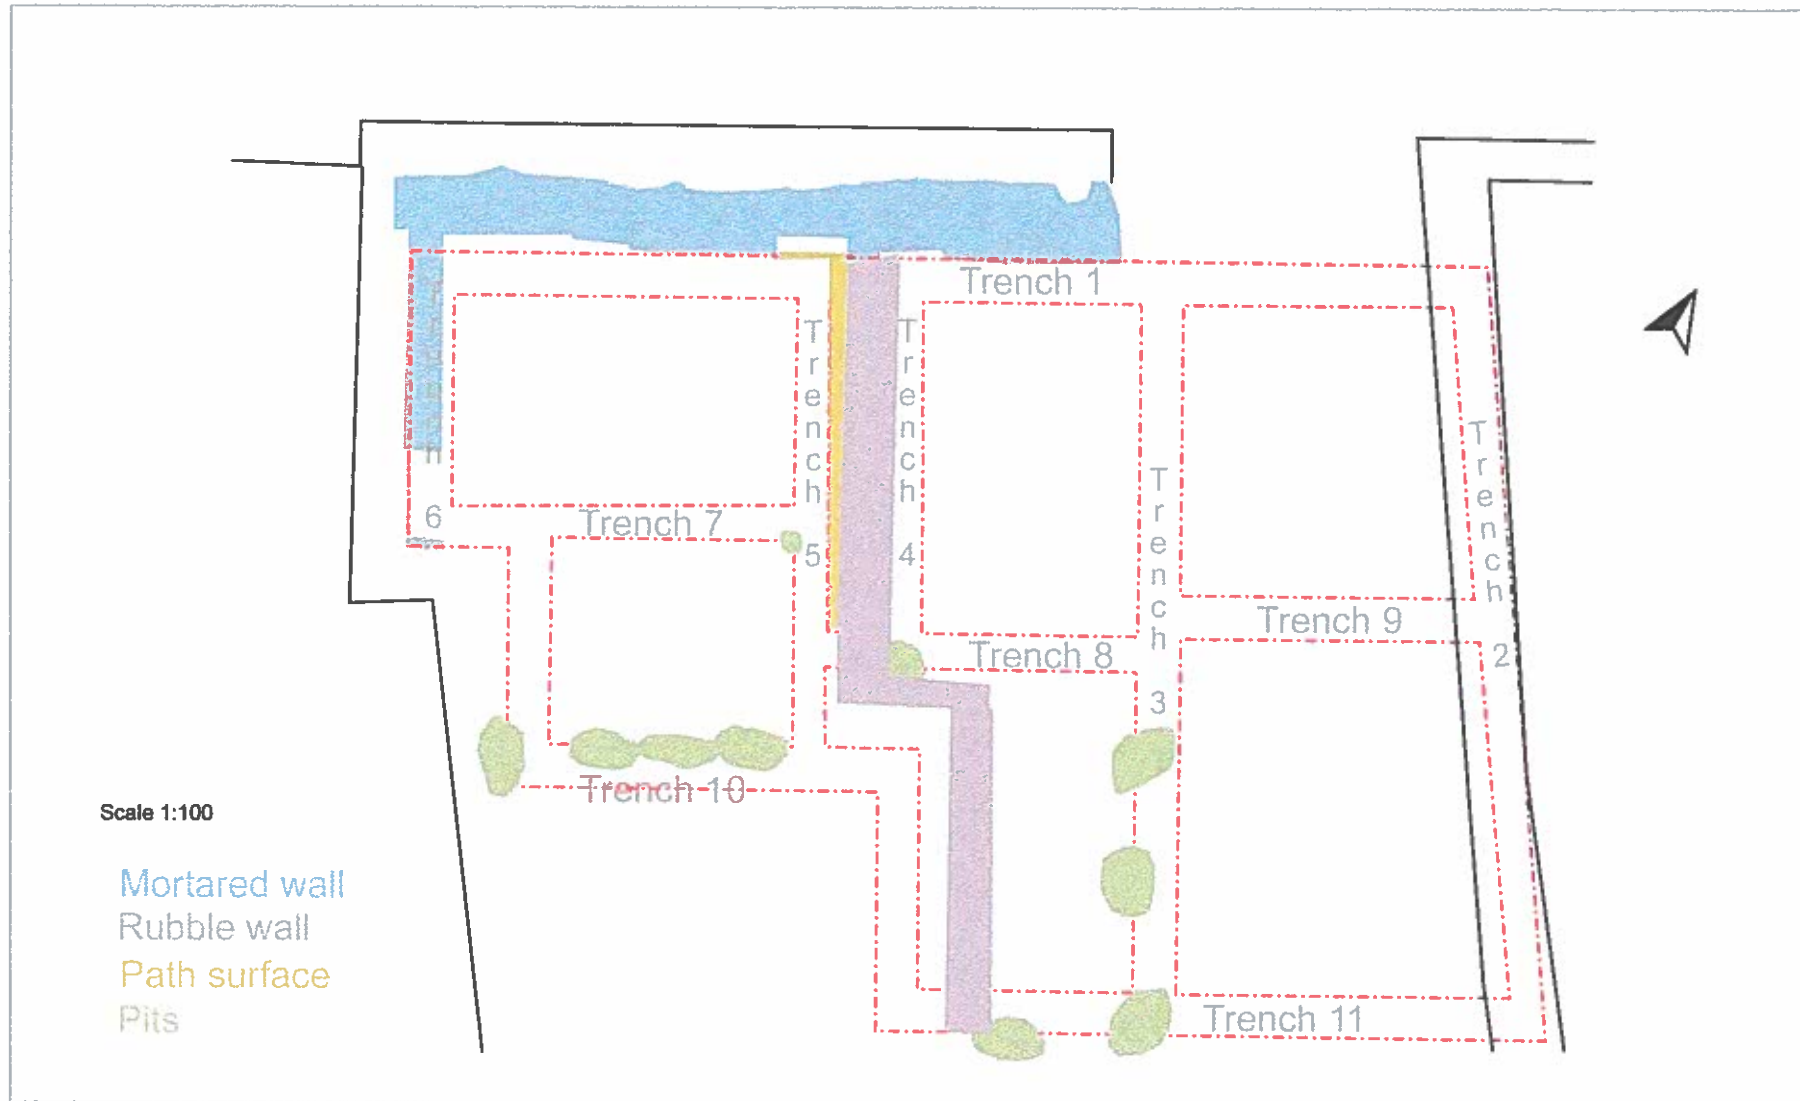 Trench 1
Trench 4
Trench 5
Trench 2
Trench 3
6
Trench 7
Trench 9
Trench 8
Trench 10
Scale 1:100
Mortared wall
Rubble wall
Path surface
Pits
Trench 11